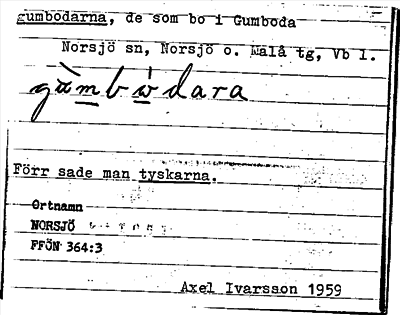 gumbodarna, de som bo i Gumboda
Norsjö sn, Norsjö o. Malå tg, Vb l.
gùmbòdara
Förr sade man tyskarna.
Ortnamn
NORSJÖ
FFÖN 364:3
Axel Ivarsson 1959